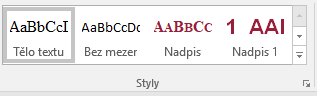 AaBbCcI AaBbCcDc AABBCC 1 AAI
Tělo textu Bez mezer Nadpis Nadpis 1
Styly